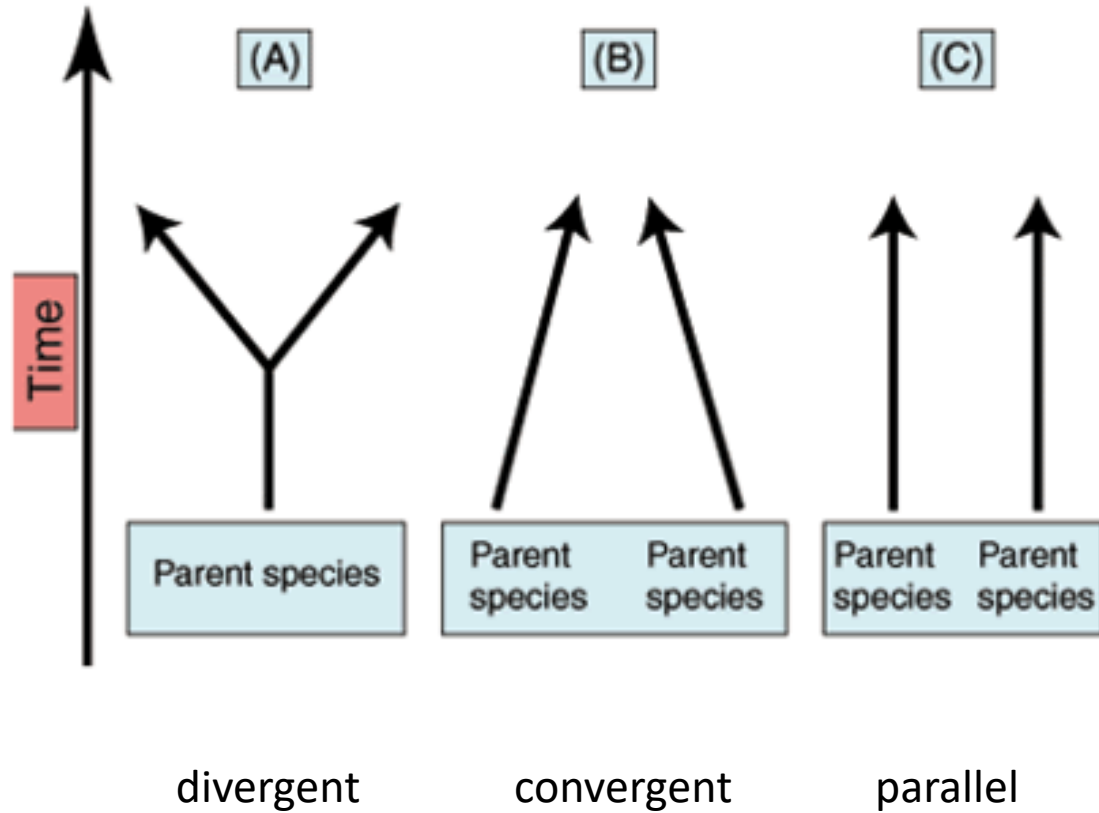 (A) (B) (C)
Time
Parent species
Parent Parent
species species
Parent Parent
species species
divergent convergent parallel